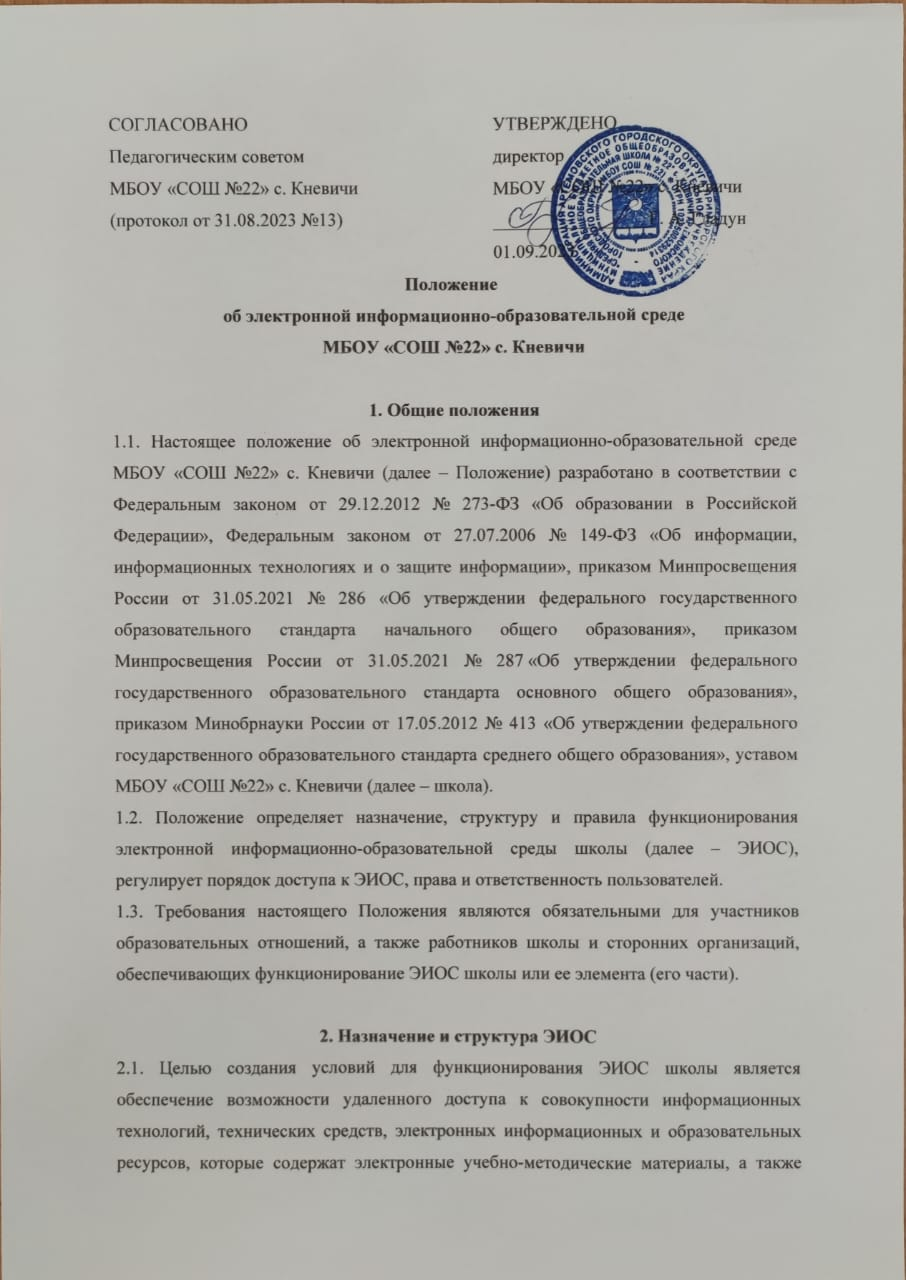 СОГЛАСОВАНО
Педагогическим советом
МБОУ «СОШ №22» с. Кневичи
(протокол от 31.08.2023 №13)
УТВЕРЖДЕНО
директор
МБОУ «СОШ №22» с. Кневичи
01.09.202
Положение
об электронной информационно-образовательной среде
МБОУ «СОШ №22» с. Кневичи
1. Общие положения
1.1. Настоящее положение об электронной информационно-образовательной среде
МБОУ «СОШ №22» с. Кневичи (далее – Положение) разработано в соответствии с
Федеральным законом от 29.12.2012 № 273-ФЗ «Об образовании в Российской
Федерации», Федеральным законом от 27.07.2006 № 149-ФЗ «Об информации,
информационных технологиях и о защите информации», приказом Минпросвещения
России от 31.05.2021 № 286 «Об утверждении федерального государственного
образовательного стандарта начального общего образования», приказом
Минпросвещения России от 31.05.2021 № 287 «Об утверждении федерального
государственного образовательного стандарта основного общего образования»,
приказом Минобрнауки России от 17.05.2012 № 413 «Об утверждении федерального
государственного образовательного стандарта среднего общего образования», уставом
МБОУ «СОШ №22» с. Кневичи (далее – школа).
1.2. Положение определяет назначение, структуру и правила функционирования
электронной информационно-образовательной среды школы (далее – ЭИОС),
регулирует порядок доступа к ЭИОС, права и ответственность пользователей.
1.3. Требования настоящего Положения являются обязательными для участников
образовательных отношений, а также работников школы и сторонних организаций,
обеспечивающих функционирование ЭИОС школы или ее элемента (его части).
2. Назначение и структура ЭИОС
2.1. Целью создания условий для функционирования ЭИОС школы является
обеспечение возможности удаленного доступа к совокупности информационных
технологий, технических средств, электронных информационных и образовательных
ресурсов, которые содержат электронные учебно-методические материалы, а также